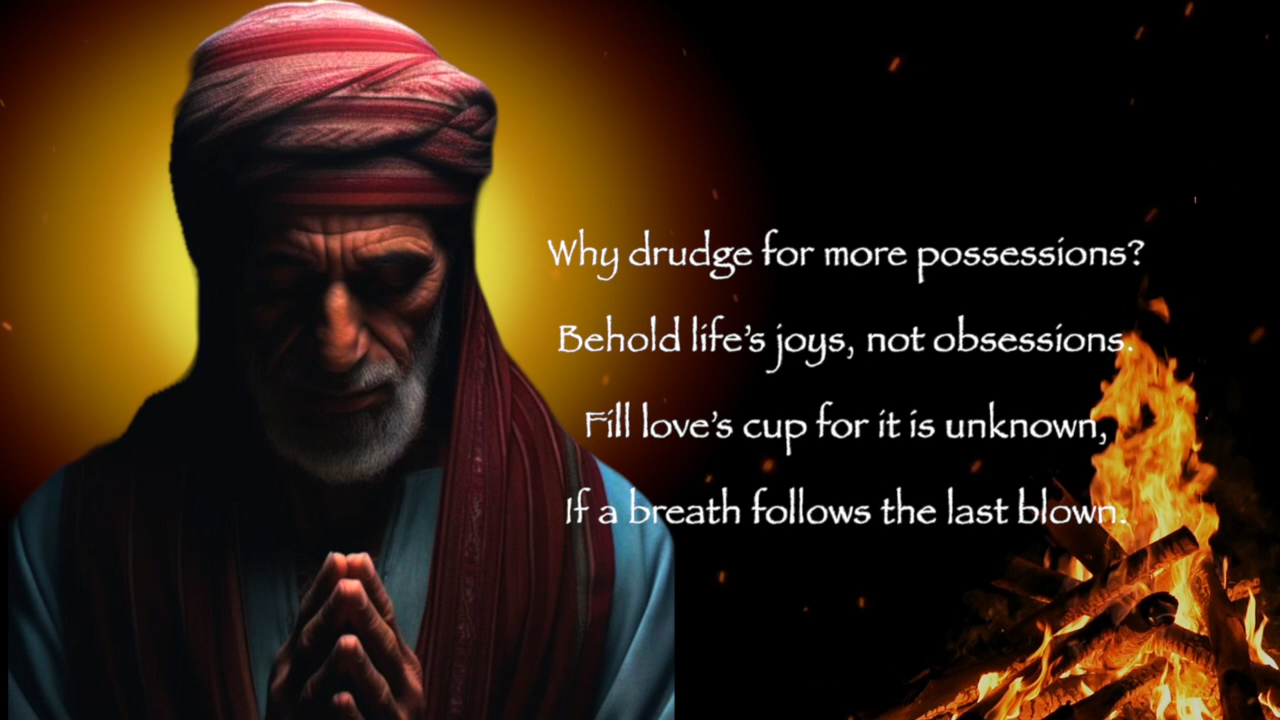 Why drudge for more possessions?
Behold life's joys, not obsessions.
Fill love's cup for it is unknown,
If a breath follows the last blown.